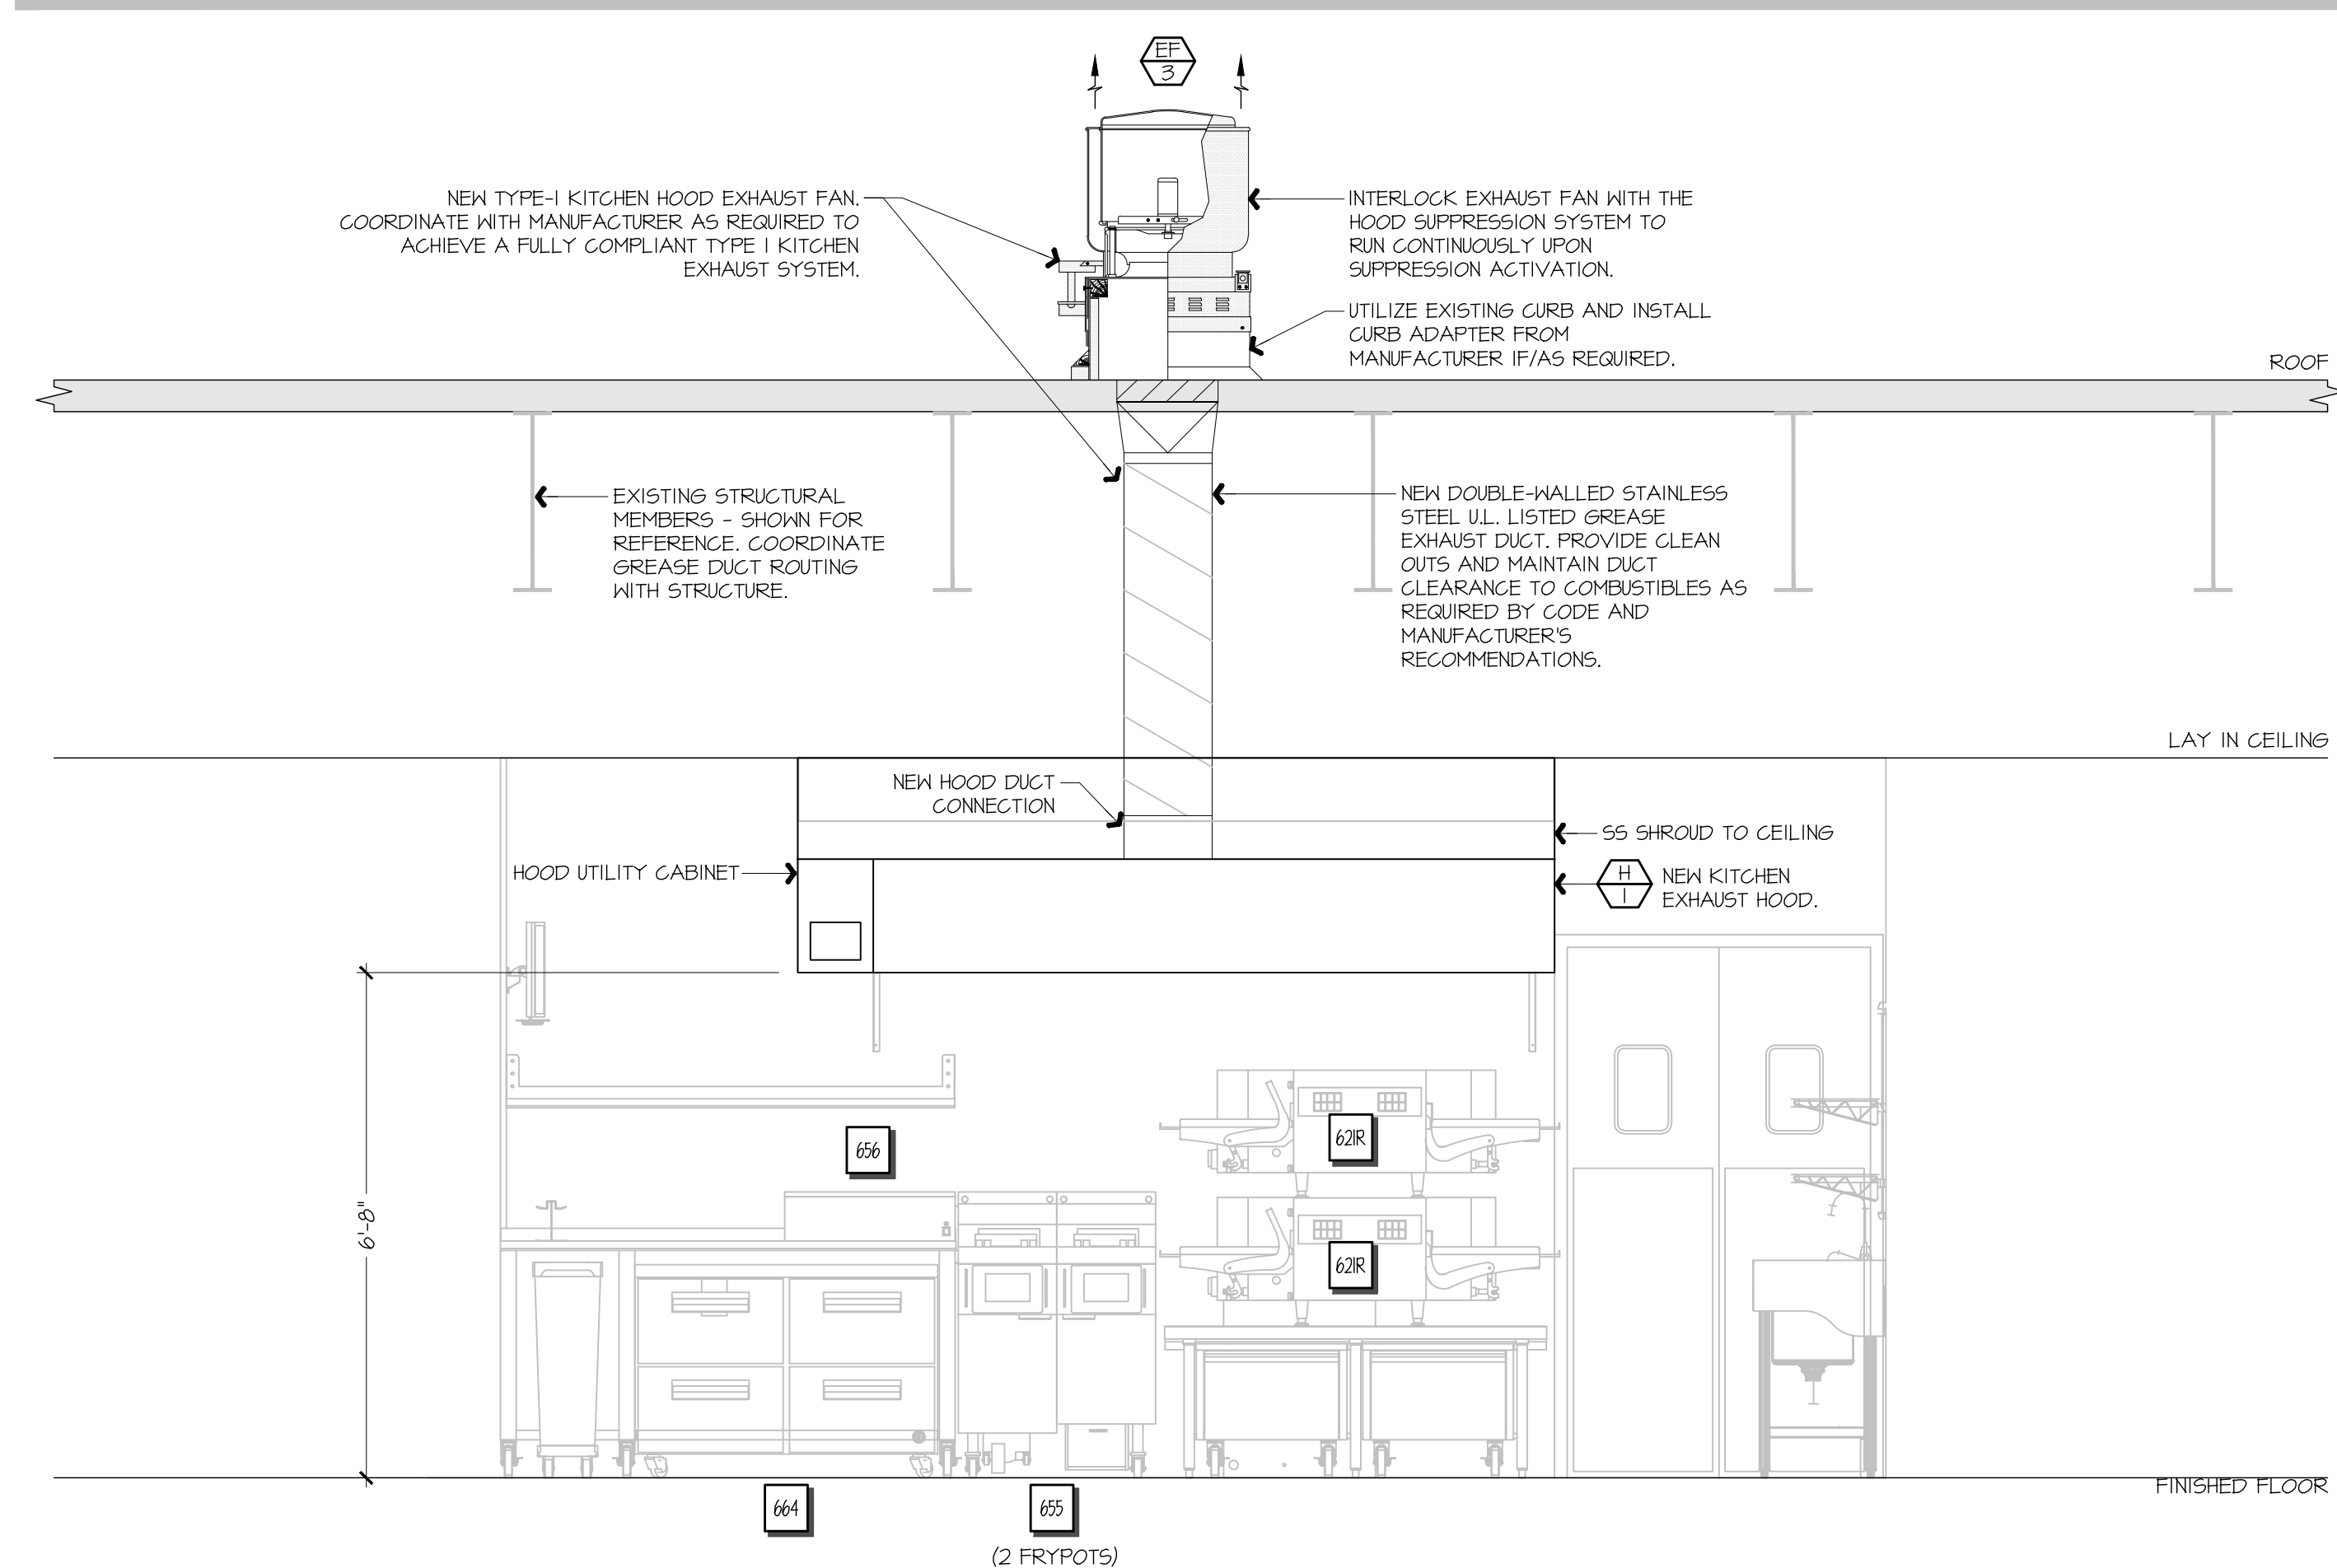 EF
3
NEW TYPE-I KITCHEN HOOD EXHAUST FAN.
COORDINATE WITH MANUFACTURER AS REQUIRED TO
ACHIEVE A FULLY COMPLIANT TYPE I KITCHEN
EXHAUST SYSTEM.
INTERLOCK EXHAUST FAN WITH THE
HOOD SUPPRESSION SYSTEM TO
RUN CONTINUOUSLY UPON
SUPPRESSION ACTIVATION.
UTILIZE EXISTING CURB AND INSTALL
CURB ADAPTER FROM
MANUFACTURER IF/AS REQUIRED.
ROOF
EXISTING STRUCTURAL
MEMBERS - SHOWN FOR
REFERENCE. COORDINATE
GREASE DUCT ROUTING
WITH STRUCTURE.
NEW DOUBLE-WALLED STAINLESS
STEEL U.L. LISTED GREASE
EXHAUST DUCT. PROVIDE CLEAN
OUTS AND MAINTAIN DUCT
CLEARANCE TO COMBUSTIBLES AS
REQUIRED BY CODE AND
MANUFACTURER'S
RECOMMENDATIONS.
LAY IN CEILING
NEW HOOD DUCT
CONNECTION
SS SHROUD TO CEILING
HOOD UTILITY CABINET
H
1
NEW KITCHEN
EXHAUST HOOD.
6'-8"
656
621R
621R
FINISHED FLOOR
664
655
(2 FRYPOTS)